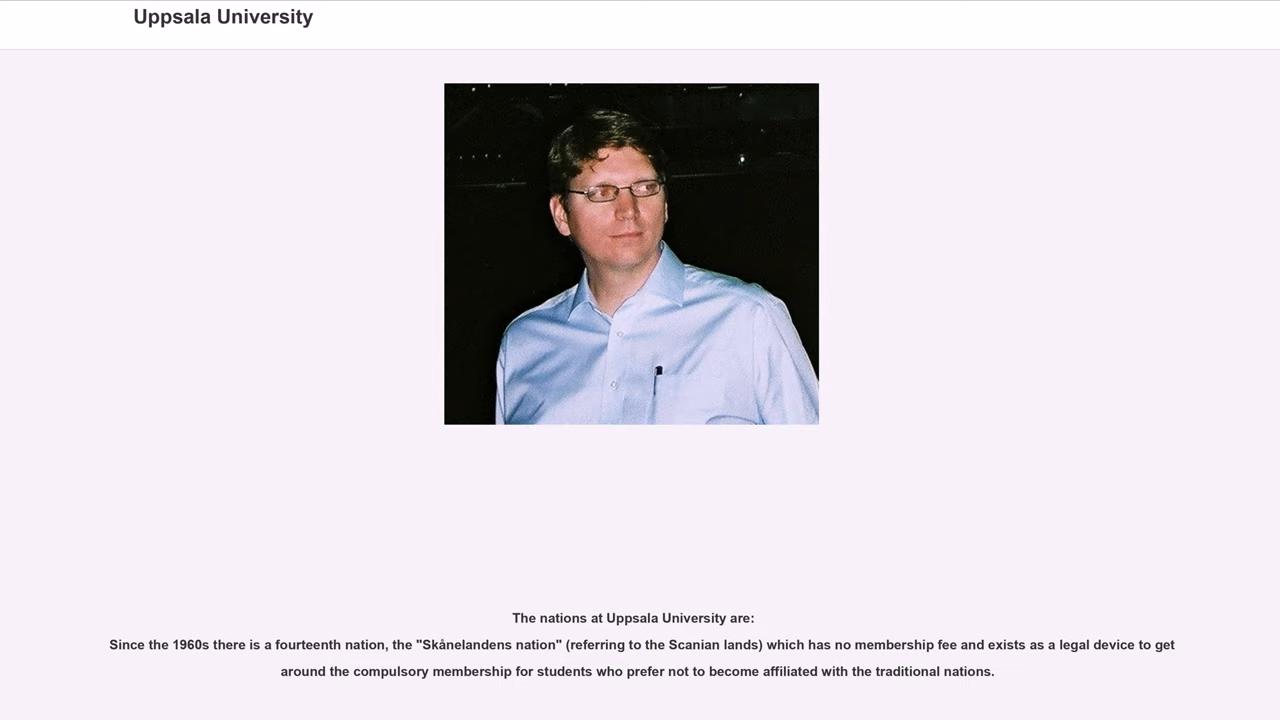 Uppsala University
The nations at Uppsala University are:
Since the 1960s there is a fourteenth nation, the "Skånelandens nation" (referring to the Scanian lands) which has no membership fee and exists as a legal device to get
around the compulsory membership for students who prefer not to become affiliated with the traditional nations.